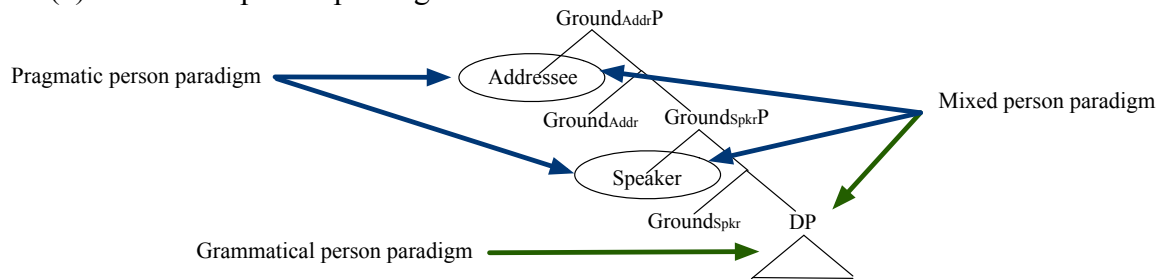 GroundAddrP
Pragmatic person paradigm
Addressee
Mixed person paradigm
GroundAddr
GroundSpkrP
Speaker
GroundSpkr
DP
Grammatical person paradigm